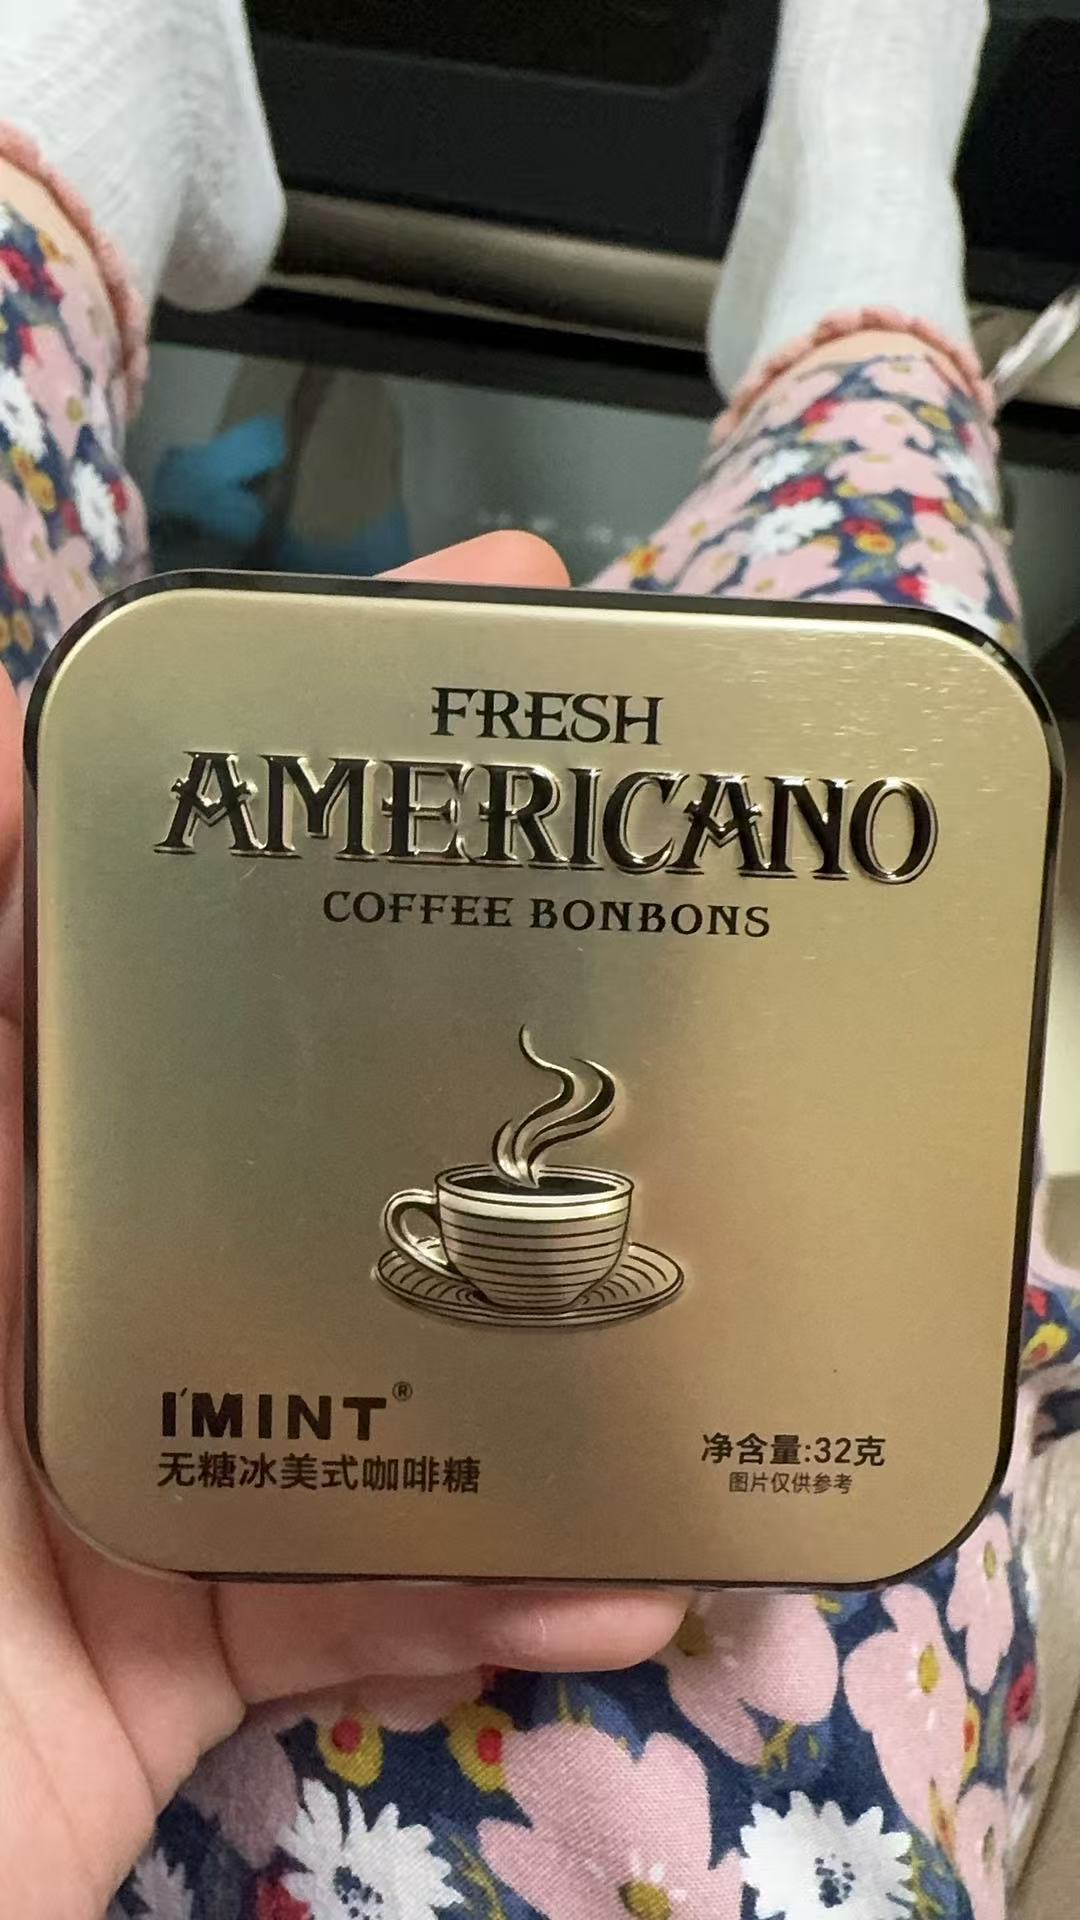 FRESH
AMERICANO
COFFEE BONBONS
I'MINT®
无糖冰美式咖啡糖
净含量:32克
图片仅供参考